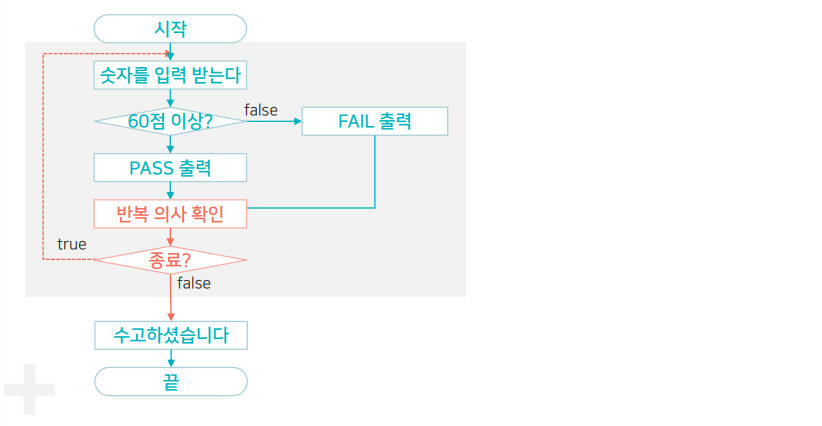 시작
숫자를 입력 받는다
60점 이상?
false
FAIL 출력
PASS 출력
반복 의사 확인
true
종료?
false
수고하셨습니다
끝